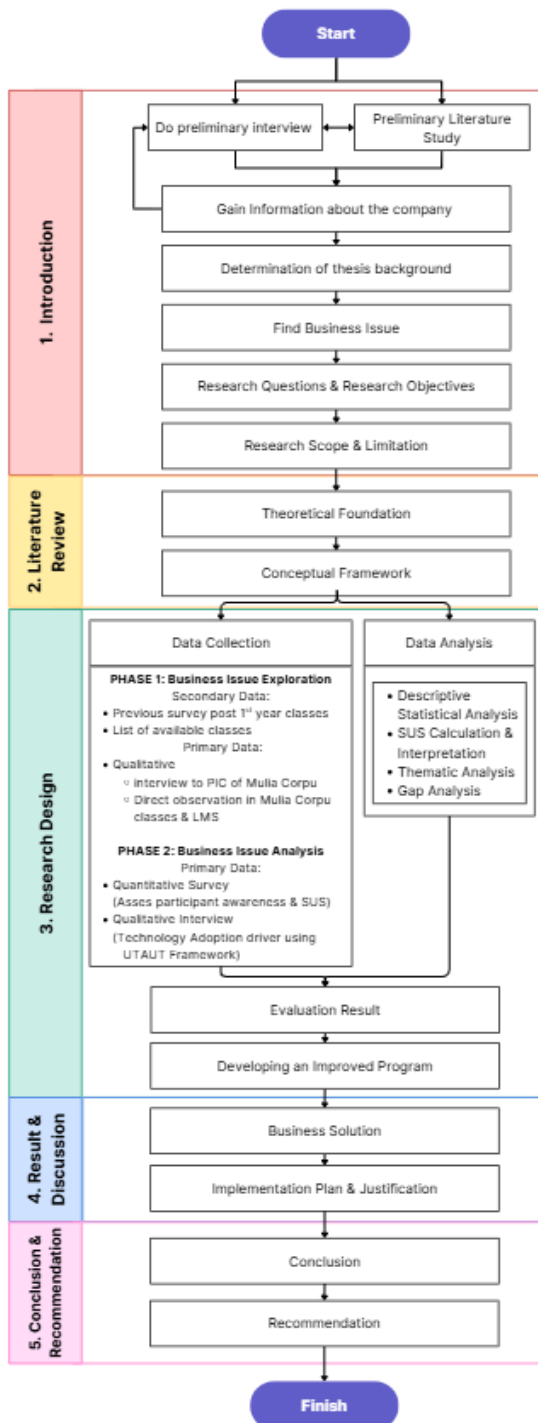 Start
1. Introduction
Do preliminary interview
Preliminary Literature
Study
Gain Information about the company
Determination of thesis background
Find Business Issue
Research Questions & Research Objectives
Research Scope & Limitation
2. Literature
Review
Theoretical Foundation
Conceptual Framework
3. Research Design
Data Collection
PHASE 1: Business Issue Exploration
Secondary Data:
• Previous survey post 1st year classes
• List of available classes
Primary Data:
• Qualitative
○ interview to PIC of Mulia Corpu
○ Direct observation in Mulia Corpu
classes & LMS
PHASE 2: Business Issue Analysis
Primary Data:
• Quantitative Survey
(Asses participant awareness & SUS)
• Qualitative Interview
(Technology Adoption driver using
UTAUT Framework)
Data Analysis
• Descriptive
Statistical Analysis
• SUS Calculation &
Interpretation
• Thematic Analysis
• Gap Analysis
Evaluation Result
Developing an Improved Program
4. Result &
Discussion
Business Solution
Implementation Plan & Justification
5. Conclusion &
Recommendation
Conclusion
Recommendation
Finish